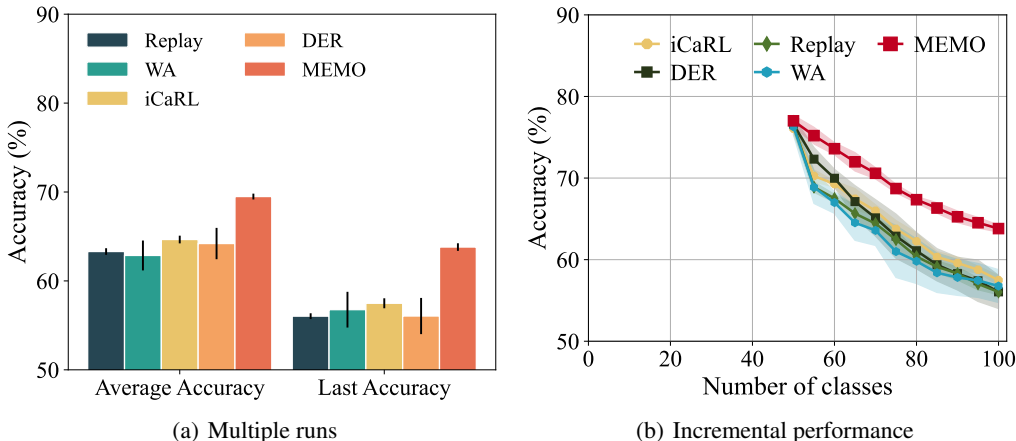 90
80
70
60
50
Accuracy (%)
Replay
WA
iCaRL
DER
MEMO
Average Accuracy
Last Accuracy
(a) Multiple runs
90
80
70
60
50
Accuracy (%)
iCaRL
DER
Replay
WA
MEMO
0 20 40 60 80 100
Number of classes
(b) Incremental performance